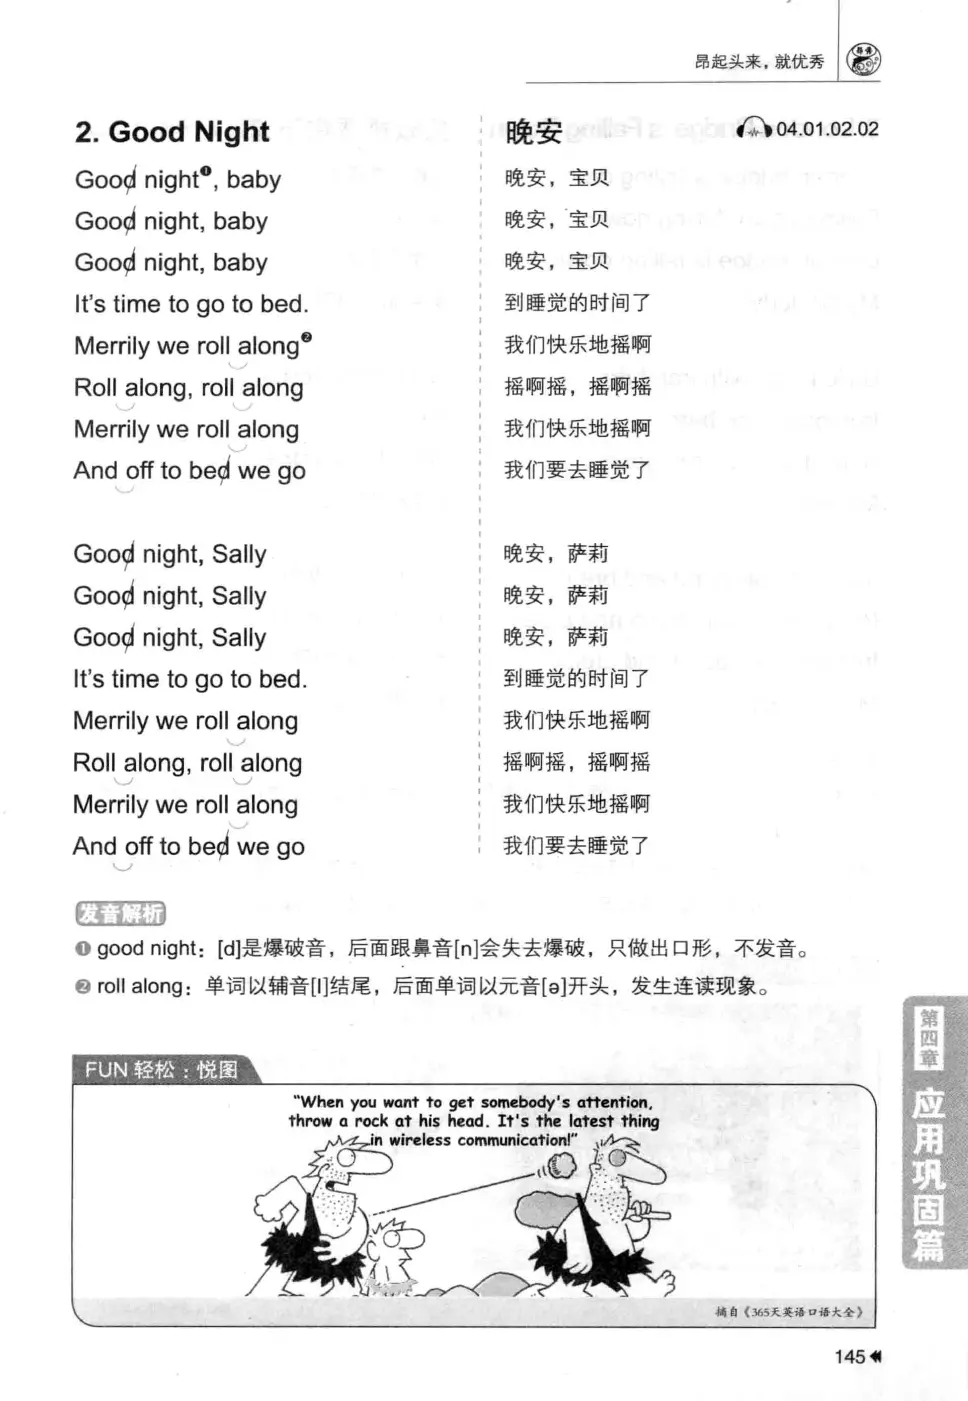 昂起头来，就优秀
2. Good Night
Good night❶, baby
Good night, baby
Good night, baby
It's time to go to bed.
Merrily we roll along❷
Roll along, roll along
Merrily we roll along
And off to bed we go
Good night, Sally
Good night, Sally
Good night, Sally
It's time to go to bed.
Merrily we roll along
Roll along, roll along
Merrily we roll along
And off to bed we go
晚安
04.01.02.02
晚安，宝贝
晚安，宝贝
晚安，宝贝
到睡觉的时间了
我们快乐地摇啊
摇啊摇，摇啊摇
我们快乐地摇啊
我们要去睡觉了
晚安，萨莉
晚安，萨莉
晚安，萨莉
到睡觉的时间了
我们快乐地摇啊
摇啊摇，摇啊摇
我们快乐地摇啊
我们要去睡觉了
发音解析
❶ good night：[d]是爆破音，后面跟鼻音[n]会失去爆破，只做出口形，不发音。
❷ roll along：单词以辅音[l]结尾，后面单词以元音[ə]开头，发生连读现象。
FUN 轻松：悦图
"When you want to get somebody's attention,
throw a rock at his head. It's the latest thing
in wireless communication!"
摘自《365天英语口语大全》
第四章
应用巩固篇
145